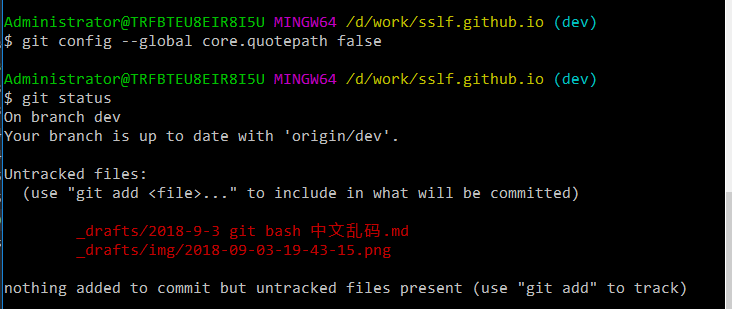 Administrator@TRFBTEU8EIR8I5U MINGW64 /d/work/sslf.github.io (dev)
$ git config --global core.quotepath false
Administrator@TRFBTEU8EIR8I5U MINGW64 /d/work/sslf.github.io (dev)
$ git status
On branch dev
Your branch is up to date with 'origin/dev'.
Untracked files:
  (use "git add <file>..." to include in what will be committed)
        _drafts/2018-9-3 git bash 中文乱码.md
        _drafts/img/2018-09-03-19-43-15.png
nothing added to commit but untracked files present (use "git add" to track)